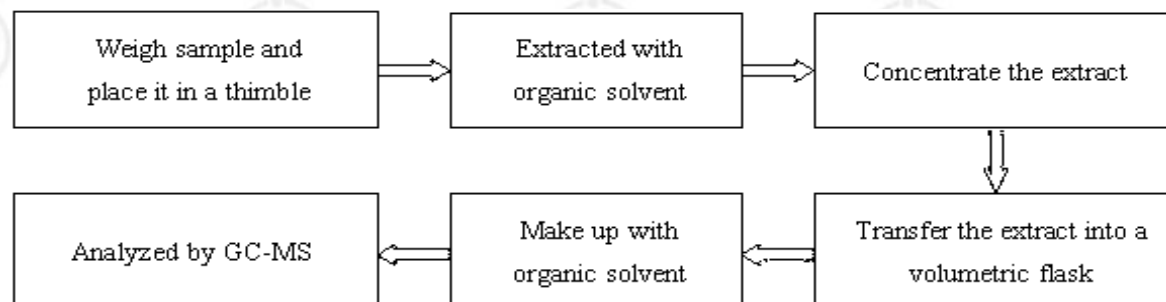 Weigh sample and
place it in a thimble
Extracted with
organic solvent
Concentrate the extract
Transfer the extract into a
volumetric flask
Make up with
organic solvent
Analyzed by GC-MS